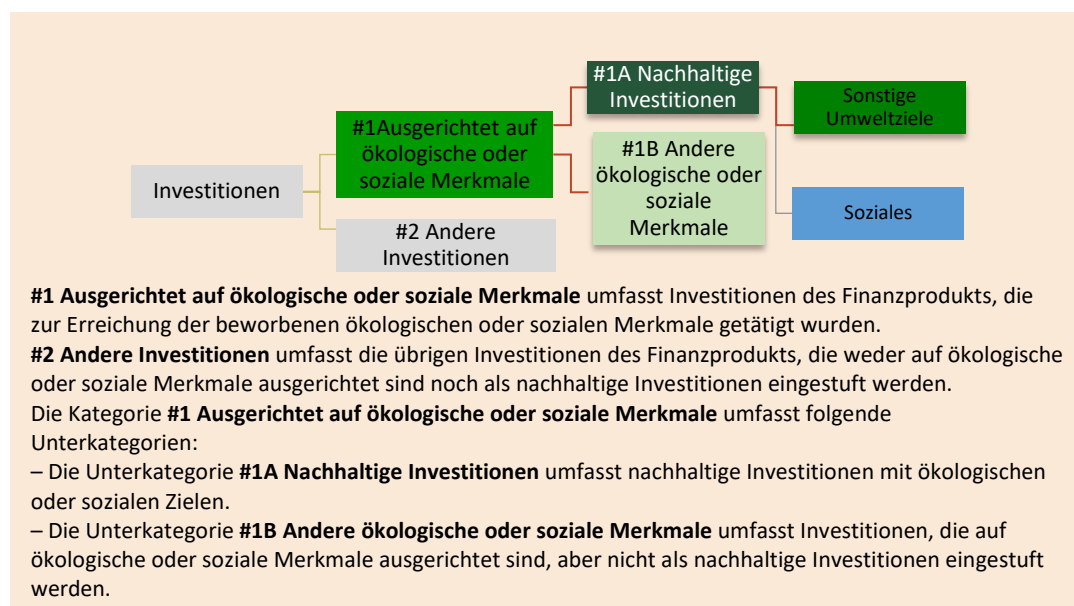 #1A Nachhaltige
Investitionen
Sonstige
Umweltziele
#1Ausgerichtet auf
ökologische oder
soziale Merkmale
#1B Andere
ökologische oder
soziale
Merkmale
Investitionen
Soziales
#2 Andere
Investitionen
#1 Ausgerichtet auf ökologische oder soziale Merkmale umfasst Investitionen des Finanzprodukts, die
zur Erreichung der beworbenen ökologischen oder sozialen Merkmale getätigt wurden.
#2 Andere Investitionen umfasst die übrigen Investitionen des Finanzprodukts, die weder auf ökologische
oder soziale Merkmale ausgerichtet sind noch als nachhaltige Investitionen eingestuft werden.
Die Kategorie #1 Ausgerichtet auf ökologische oder soziale Merkmale umfasst folgende
Unterkategorien:
– Die Unterkategorie #1A Nachhaltige Investitionen umfasst nachhaltige Investitionen mit ökologischen
oder sozialen Zielen.
– Die Unterkategorie #1B Andere ökologische oder soziale Merkmale umfasst Investitionen, die auf
ökologische oder soziale Merkmale ausgerichtet sind, aber nicht als nachhaltige Investitionen eingestuft
werden.